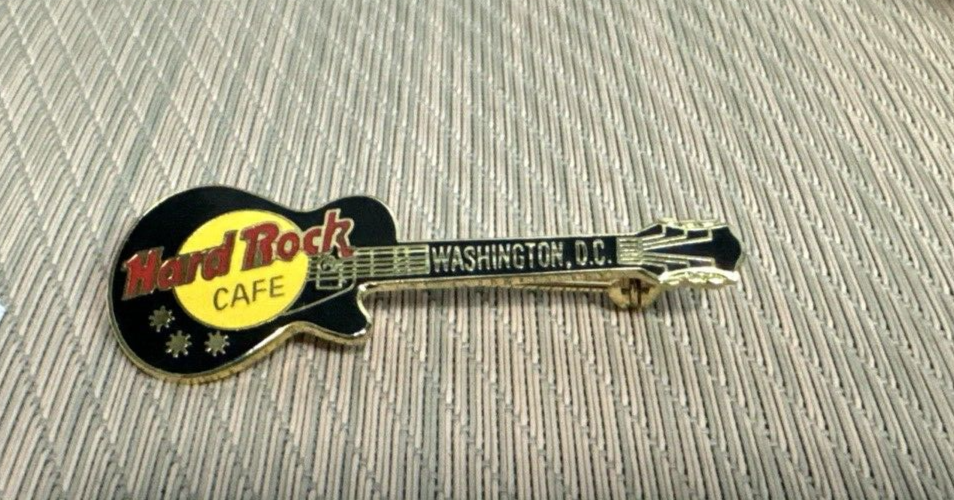 Hard Rock
CAFE
WASHINGTON, D.C.